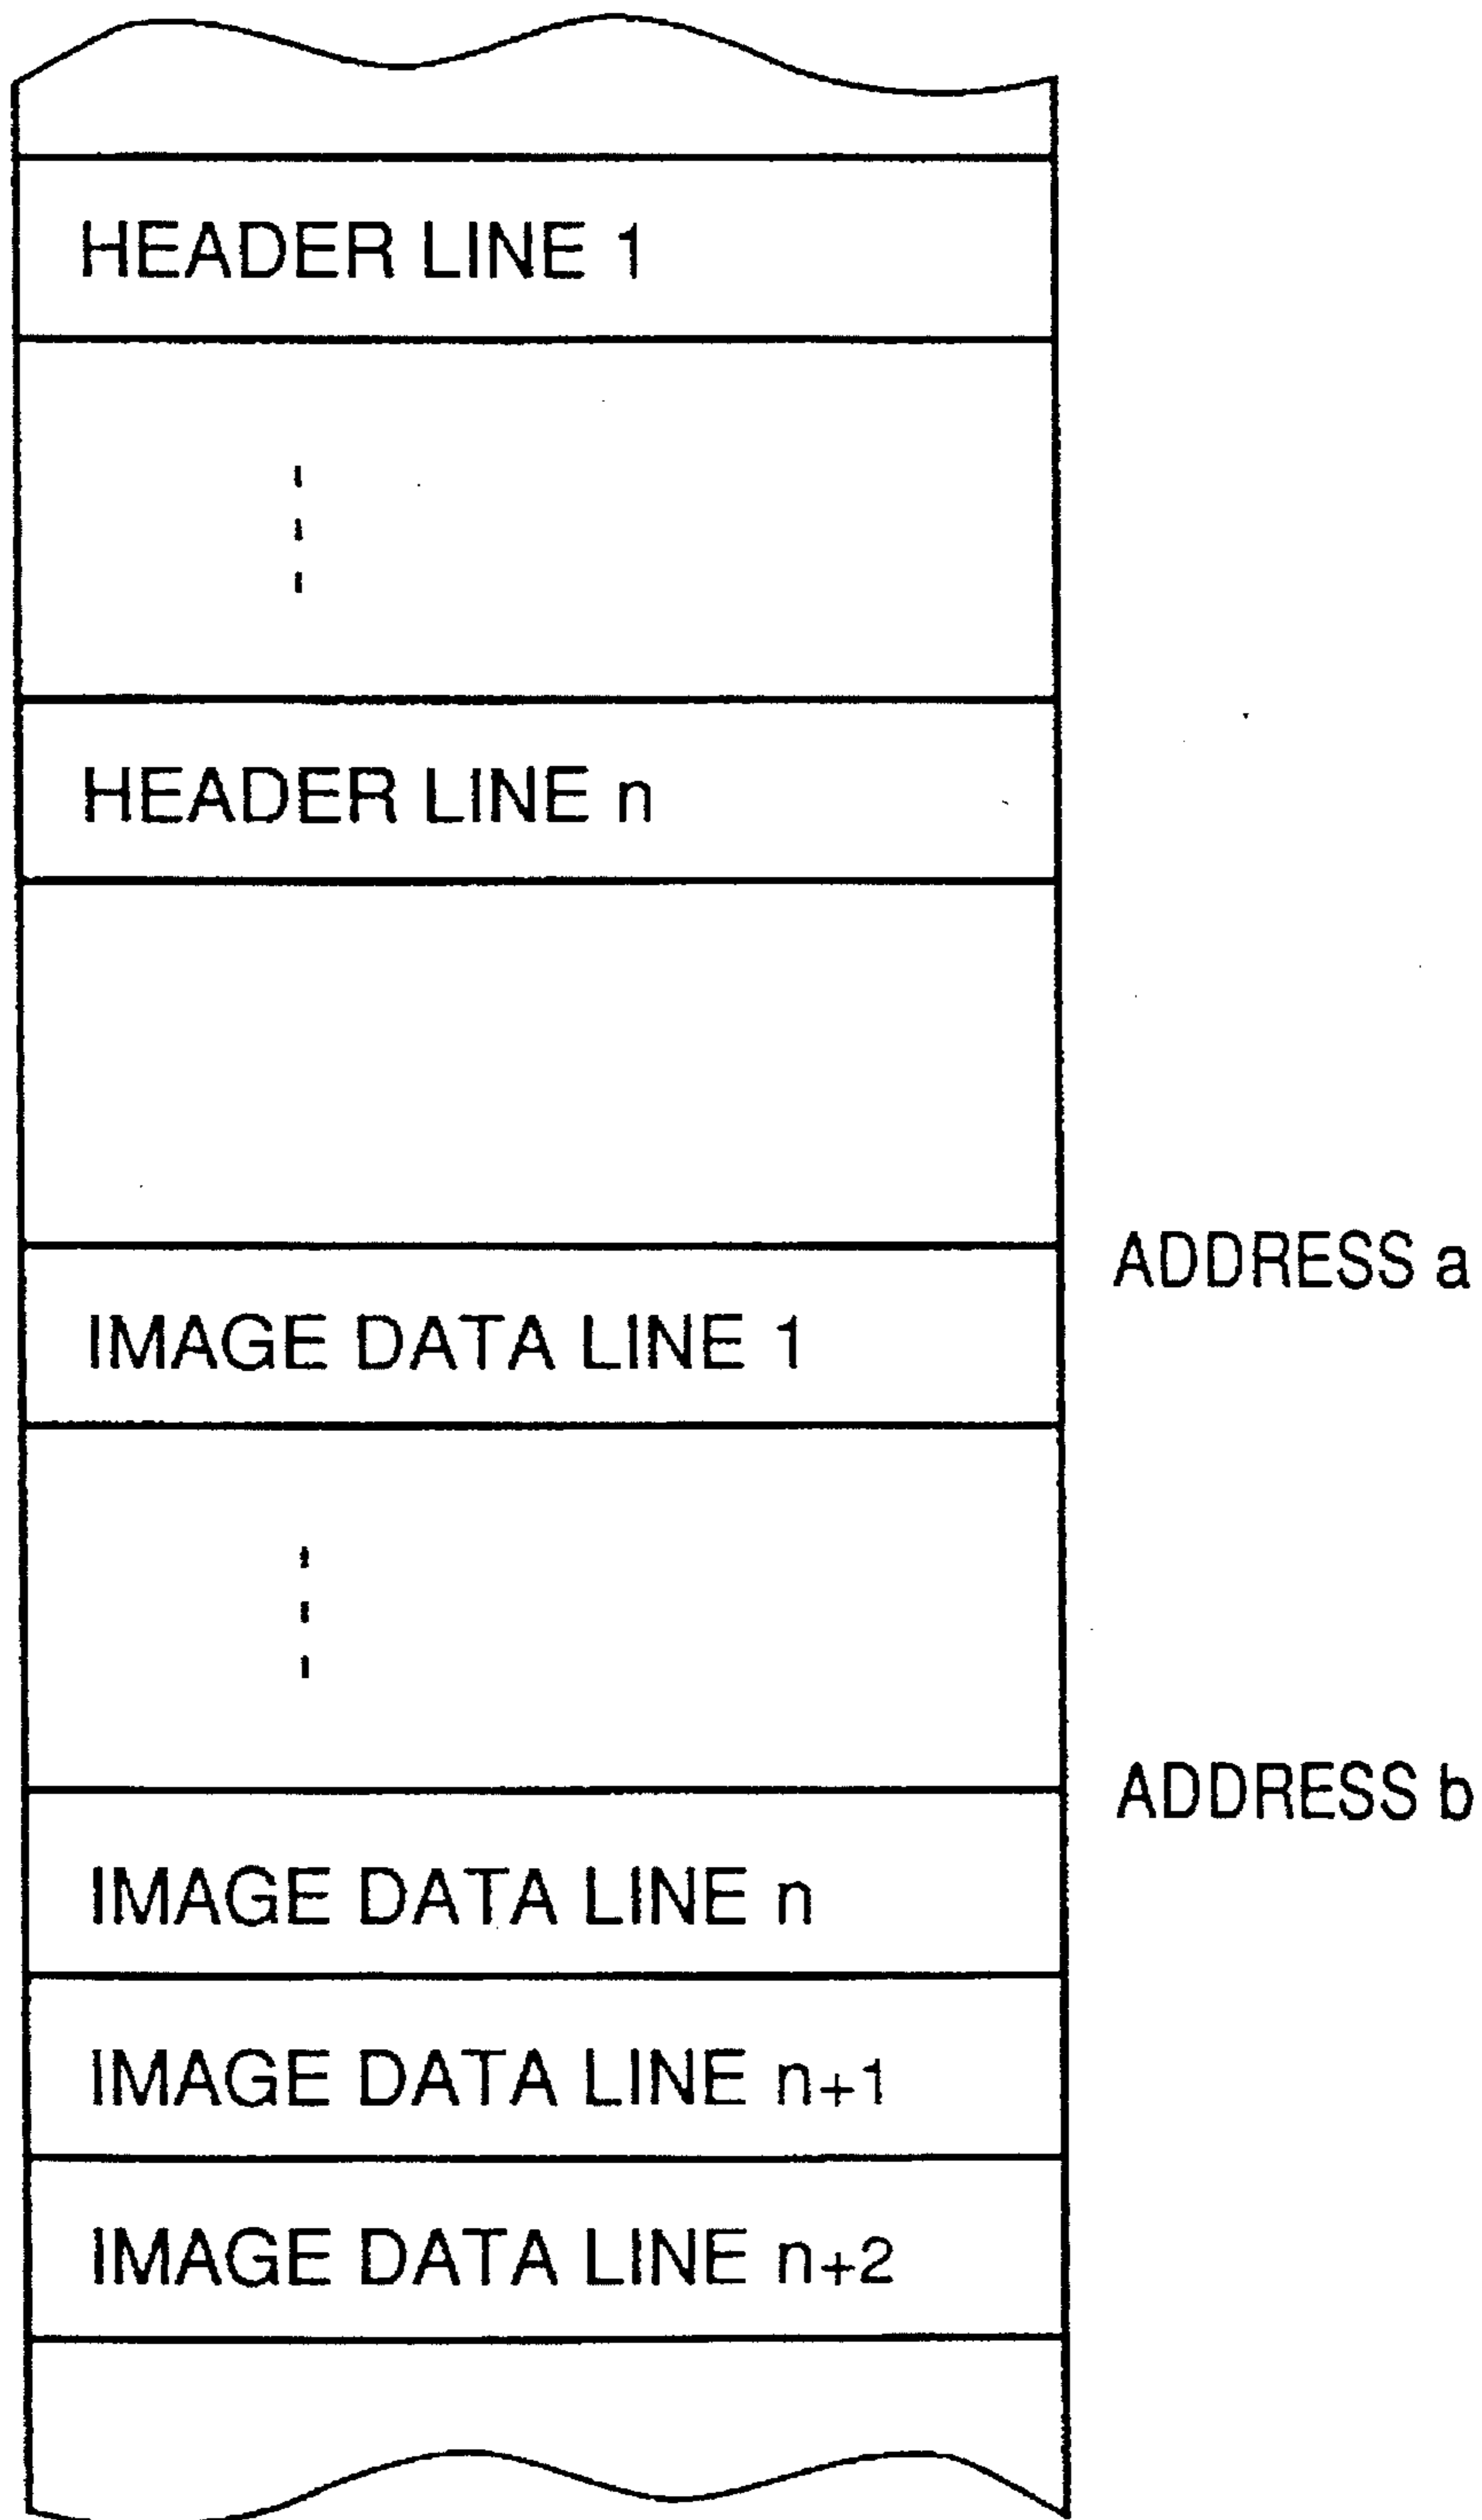 HEADER LINE 1
HEADER LINE n
ADDRESS a
IMAGE DATA LINE 1
ADDRESS b
IMAGE DATA LINE n
IMAGE DATA LINE n+1
IMAGE DATA LINE n+2